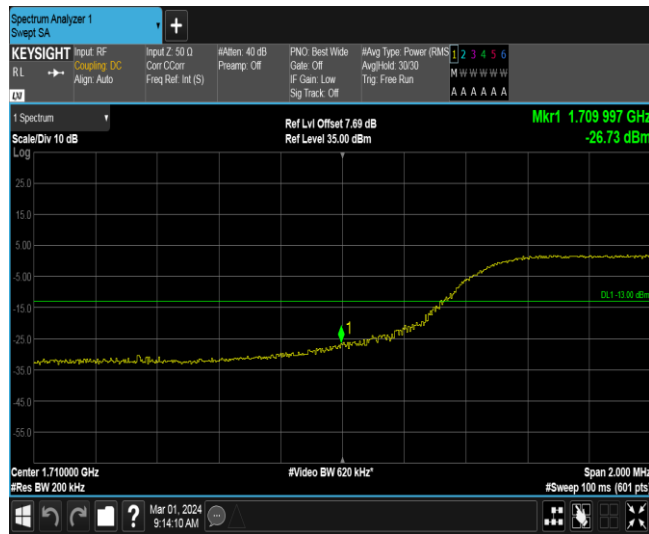 Spectrum Analyzer 1
Swept SA
+
KEYSIGHT
RL
LXI
Input: RF
Coupling: DC
Align: Auto
Input Z: 50 Ω
Corr CCorr
Freq Ref: Int (S)
#Atten: 40 dB
Preamp: Off
PNO: Best Wide
Gate: Off
IF Gain: Low
Sig Track: Off
#Avg Type: Power (RMS
Avg|Hold: 30/30
Trig: Free Run
1 2 3 4 5 6
M W W W W W
A A A A A A
1 Spectrum
Scale/Div 10 dB
Ref Lvl Offset 7.69 dB
Ref Level 35.00 dBm
Mkr1 1.709 997 GHz
-26.73 dBm
Log
25.0
15.0
5.00
-5.00
DL1 -13.00 dBm
-15.0
1
-25.0
-35.0
-45.0
-55.0
Center 1.710000 GHz
#Video BW 620 kHz*
Span 2.000 MHz
#Res BW 200 kHz
#Sweep 100 ms (601 pts
?
Mar 01, 2024
9:14:10 AM